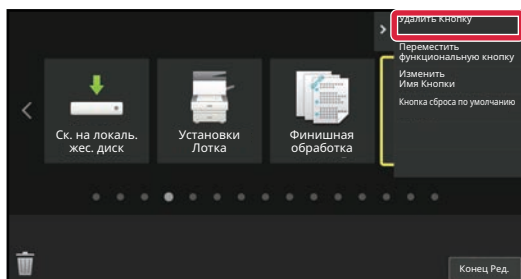 Удалить Кнопку
Переместить
функциональную кнопку
Изменить
Имя Кнопки
Кнопка сброса по умолчанию
Ск. на локаль.
жес. диск
Установки
Лотка
Финишная
обработка
Конец Ред.